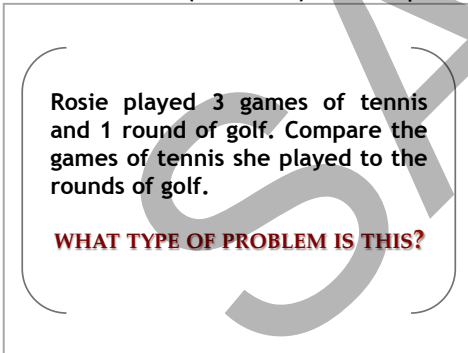 Rosie played 3 games of tennis
and 1 round of golf. Compare the
games of tennis she played to the
rounds of golf.
WHAT TYPE OF PROBLEM IS THIS?
SA